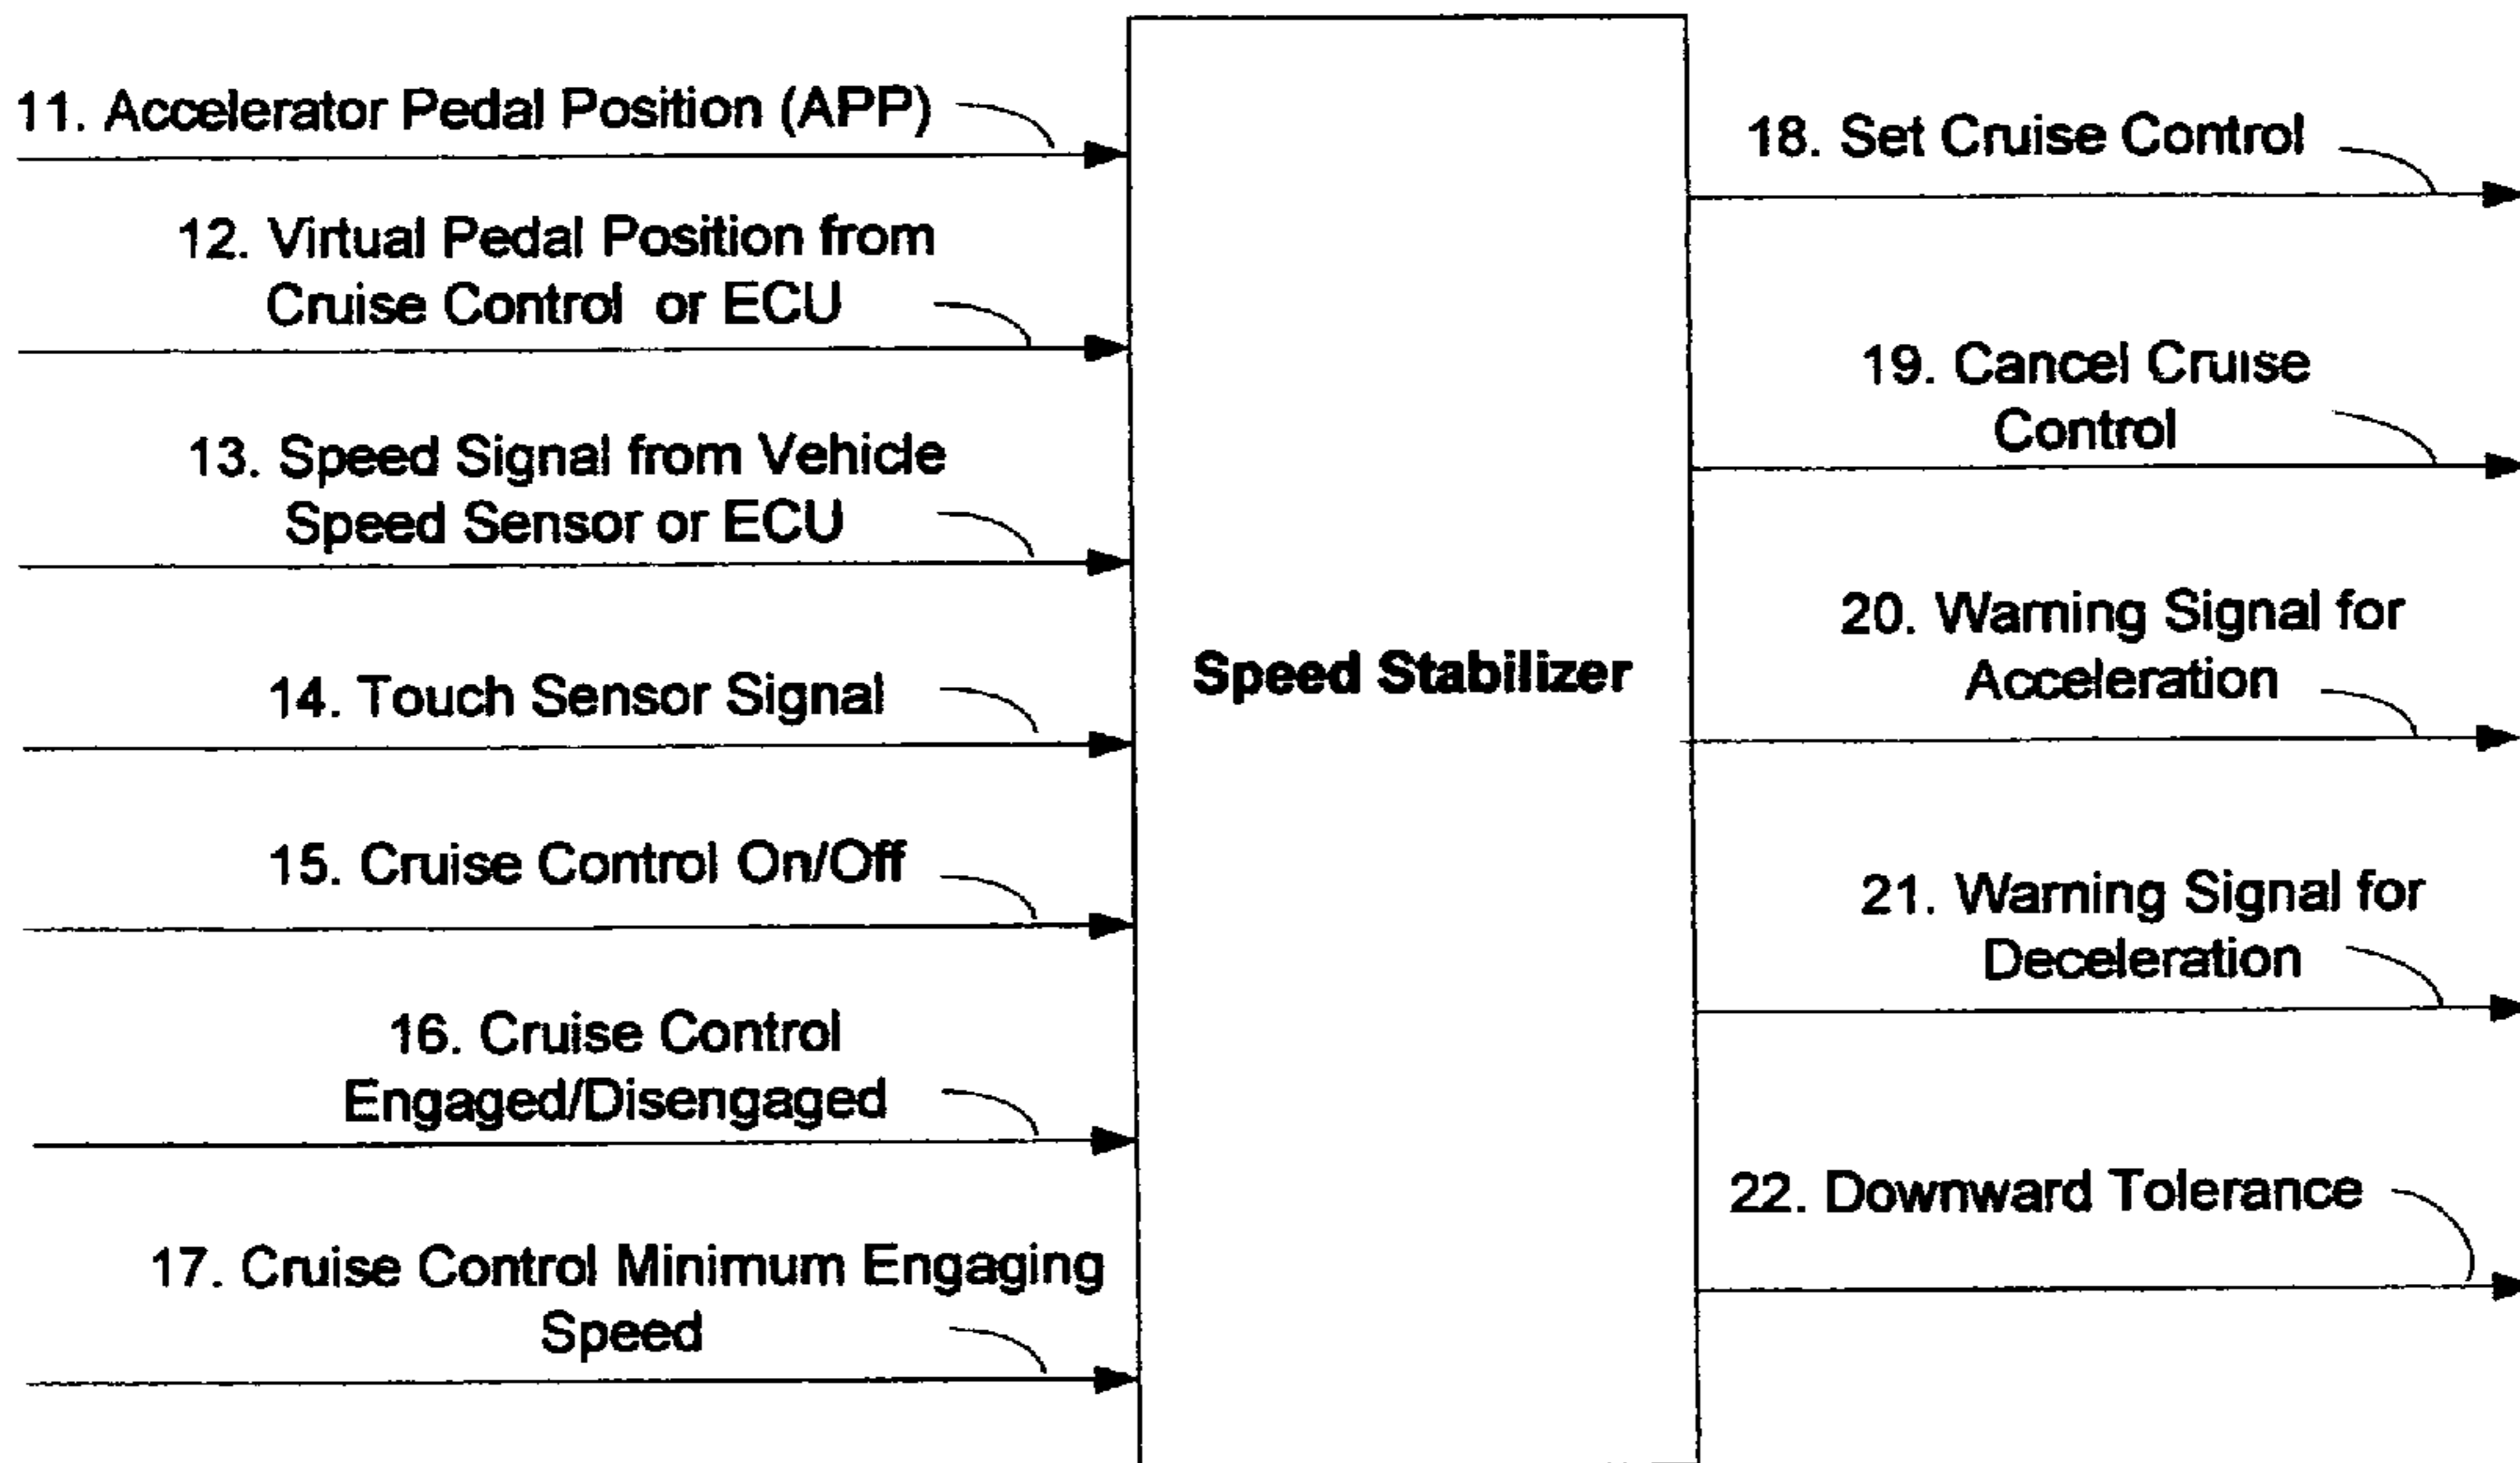 11. Accelerator Pedal Position (APP)
12. Virtual Pedal Position from
Cruise Control or ECU
13. Speed Signal from Vehicle
Speed Sensor or ECU
14. Touch Sensor Signal
15. Cruise Control On/Off
16. Cruise Control
Engaged/Disengaged
17. Cruise Control Minimum Engaging
Speed
Speed Stabilizer
18. Set Cruise Control
19. Cancel Cruise
Control
20. Warning Signal for
Acceleration
21. Warning Signal for
Deceleration
22. Downward Tolerance